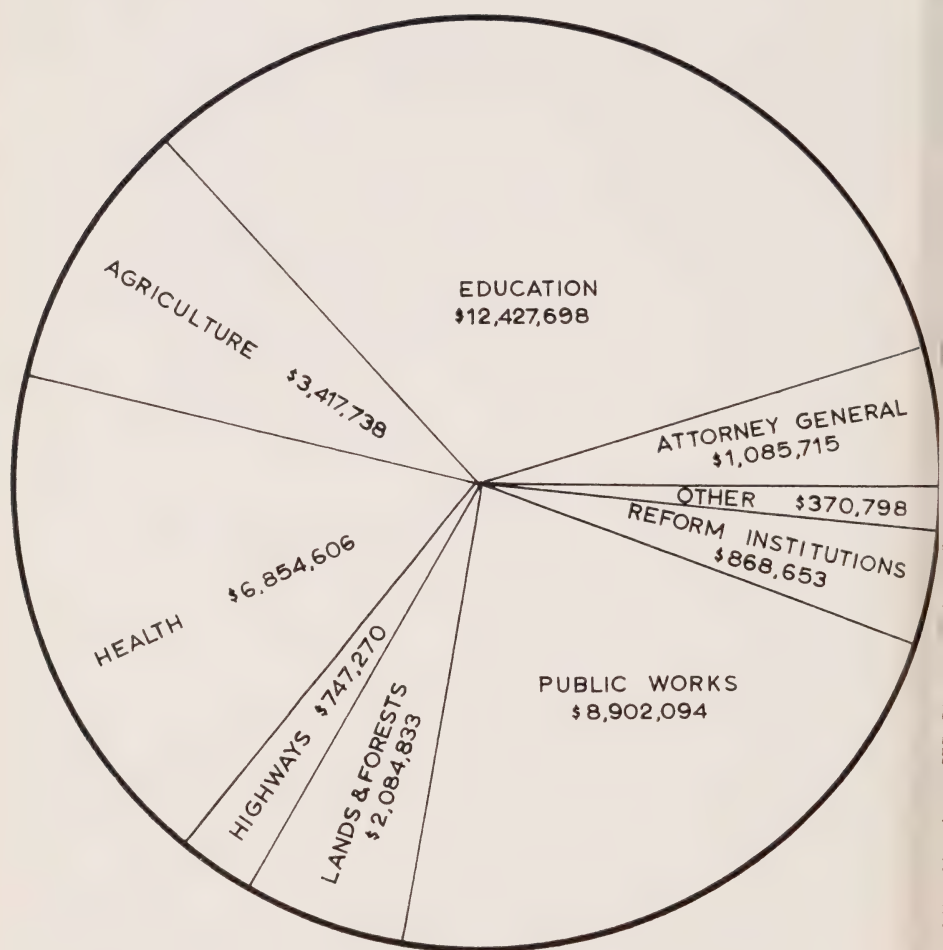 EDUCATION
$12,427,698
AGRICULTURE $3,417,738
ATTORNEY GENERAL
$1,085,715
OTHER $370,798
REFORM INSTITUTIONS
$868,653
HEALTH $6,854,606
HIGHWAYS $747,270
LANDS & FORESTS
$2,084,833
PUBLIC WORKS
$8,902,094